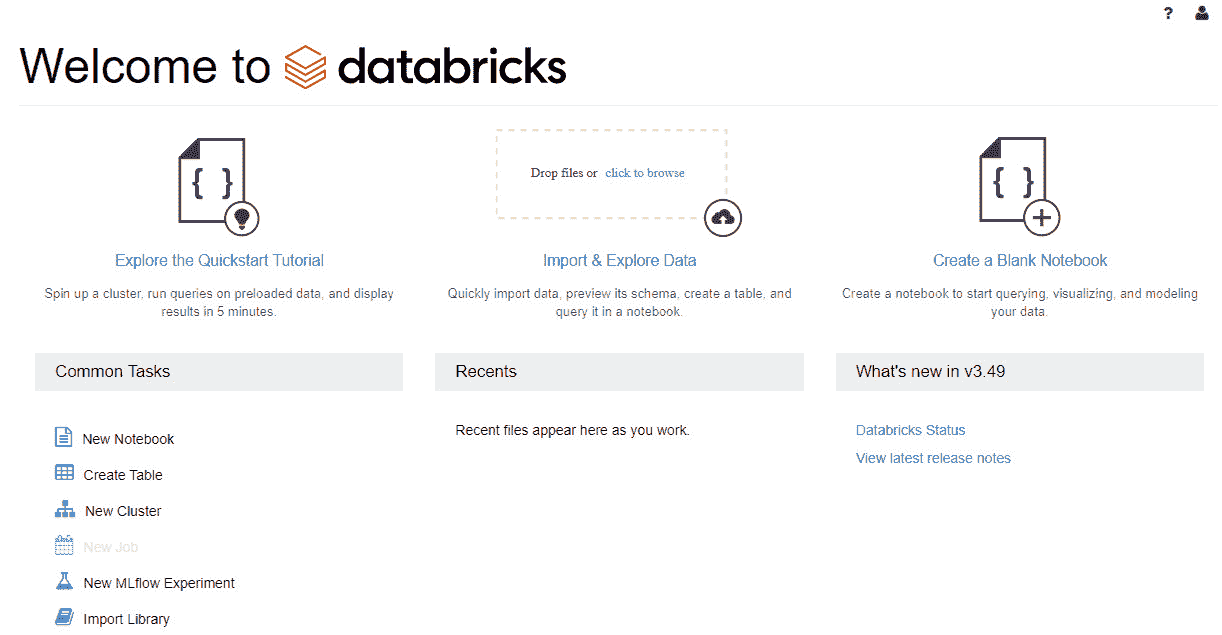 ?
Welcome to databricks
{ }
Drop files or click to browse
{ }
Explore the Quickstart Tutorial
Spin up a cluster, run queries on preloaded data, and display
results in 5 minutes.
Import & Explore Data
Quickly import data, preview its schema, create a table, and
query it in a notebook.
Create a Blank Notebook
Create a notebook to start querying, visualizing, and modeling
your data.
Common Tasks
New Notebook
Create Table
New Cluster
New Job
New MLflow Experiment
Import Library
Recents
Recent files appear here as you work.
What's new in v3.49
Databricks Status
View latest release notes